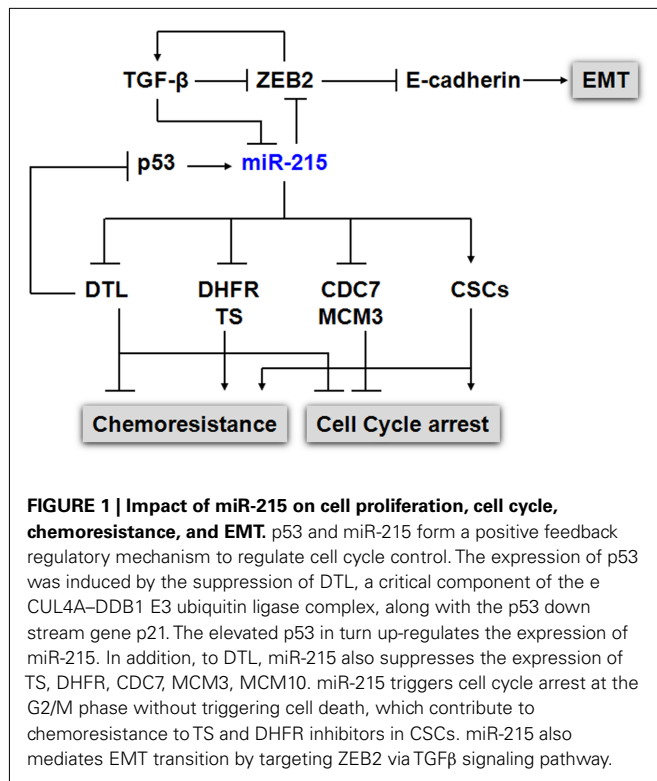 TGF-β ZEB2 E-cadherin EMT
p53 miR-215
DTL DHFR CDC7 CSCs
TS MCM3
Chemoresistance Cell Cycle arrest
FIGURE 1 | Impact of miR-215 on cell proliferation, cell cycle,
chemoresistance, and EMT. p53 and miR-215 form a positive feedback
regulatory mechanism to regulate cell cycle control. The expression of p53
was induced by the suppression of DTL, a critical component of the e
CUL4A–DDB1 E3 ubiquitin ligase complex, along with the p53 down
stream gene p21. The elevated p53 in turn up-regulates the expression of
miR-215. In addition, to DTL, miR-215 also suppresses the expression of
TS, DHFR, CDC7, MCM3, MCM10. miR-215 triggers cell cycle arrest at the
G2/M phase without triggering cell death, which contribute to
chemoresistance to TS and DHFR inhibitors in CSCs. miR-215 also
mediates EMT transition by targeting ZEB2 via TGFβ signaling pathway.